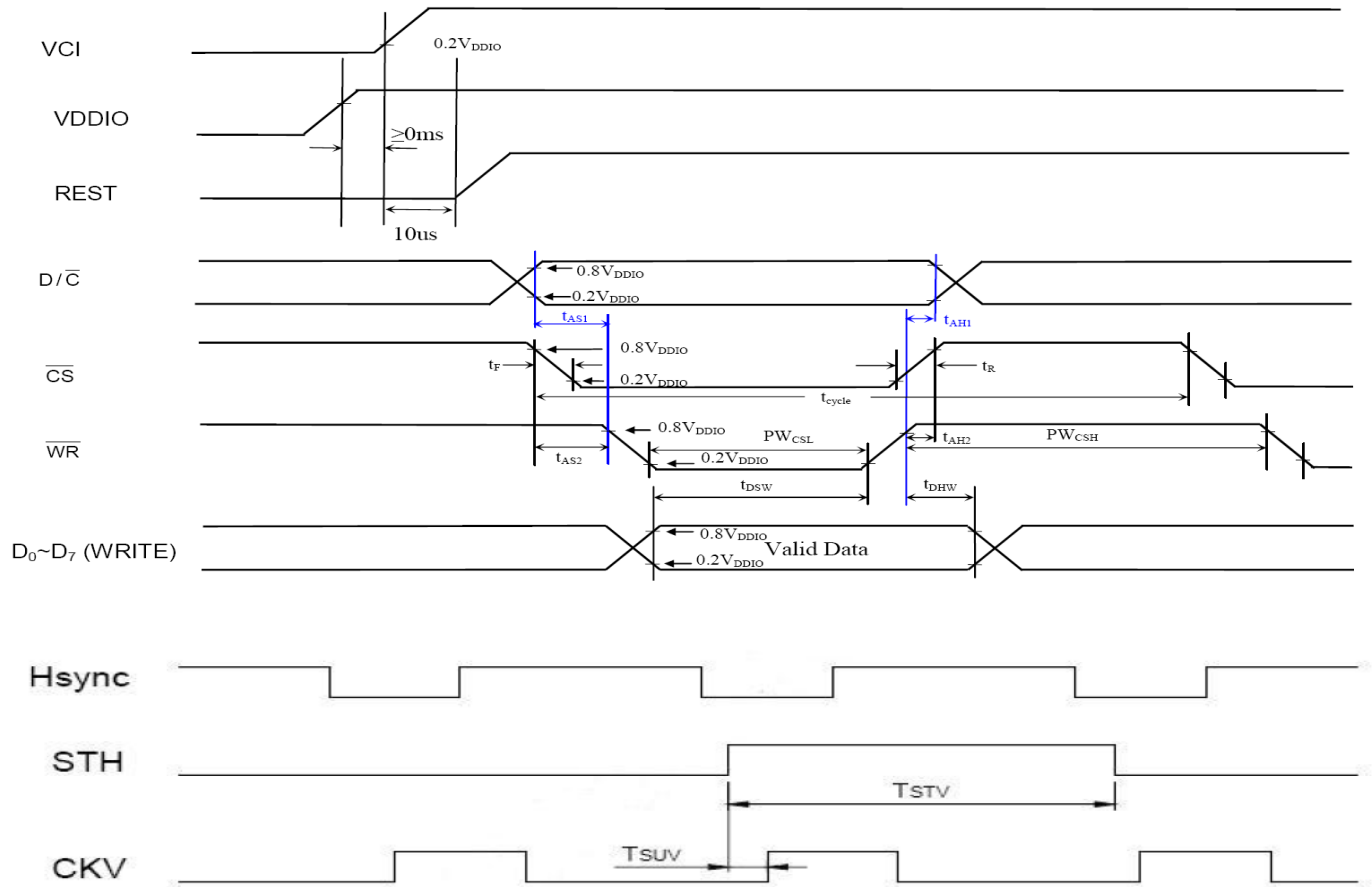 VCI
0.2VDDIO
VDDIO
≥0ms
REST
10us
D/C̅
0.8VDDIO
0.2VDDIO
tAS1
tAH1
C̅S̅
tF
0.8VDDIO
0.2VDDIO
tR
tcycle
W̅R̅
0.8VDDIO
PWCSL
tAH2
PWCSH
tAS2
0.2VDDIO
tDSW
tDHW
D0~D7 (WRITE)
0.8VDDIO
Valid Data
0.2VDDIO
Hsync
STH
TSTV
TSUV
CKV